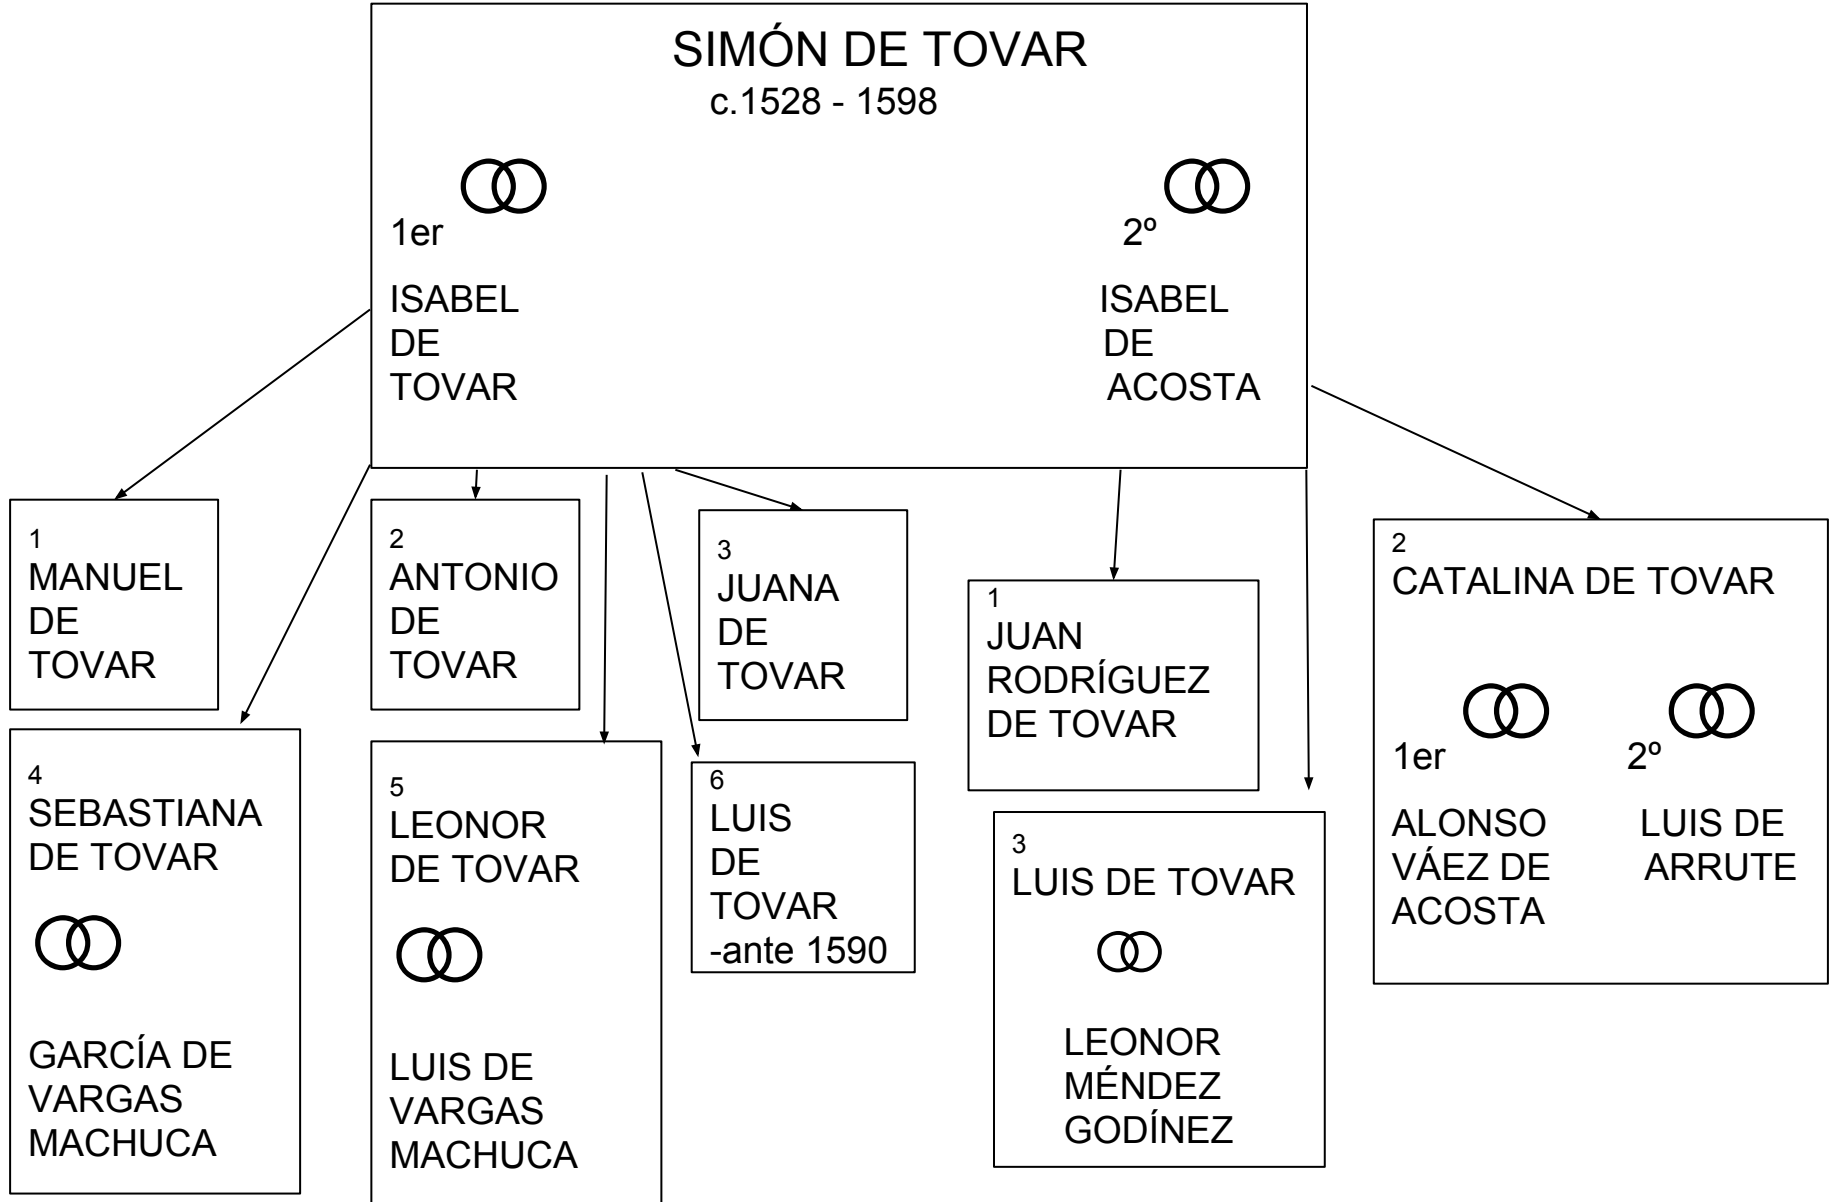 SIMÓN DE TOVAR
c.1528 - 1598
1er
ISABEL
DE
TOVAR
2º
ISABEL
DE
ACOSTA
1
MANUEL
DE
TOVAR
2
ANTONIO
DE
TOVAR
3
JUANA
DE
TOVAR
4
SEBASTIANA
DE TOVAR
GARCÍA DE
VARGAS
MACHUCA
5
LEONOR
DE TOVAR
LUIS DE
VARGAS
MACHUCA
6
LUIS
DE
TOVAR
-ante 1590
1
JUAN
RODRÍGUEZ
DE TOVAR
2
CATALINA DE TOVAR
1er
ALONSO
VÁEZ DE
ACOSTA
2º
LUIS DE
ARRUTE
3
LUIS DE TOVAR
LEONOR
MÉNDEZ
GODÍNEZ